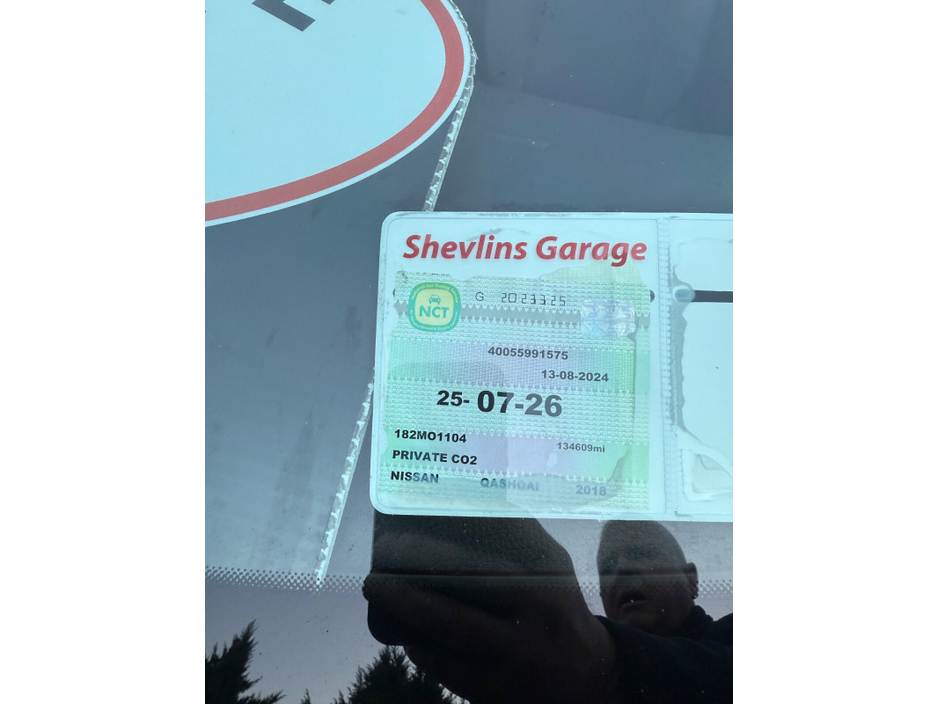 Shevlins Garage
NCT
G 2023325
40055991575
13-08-2024
25-07-26
182MO1104
134609mi
PRIVATE CO2
NISSAN QASHQAI 2018